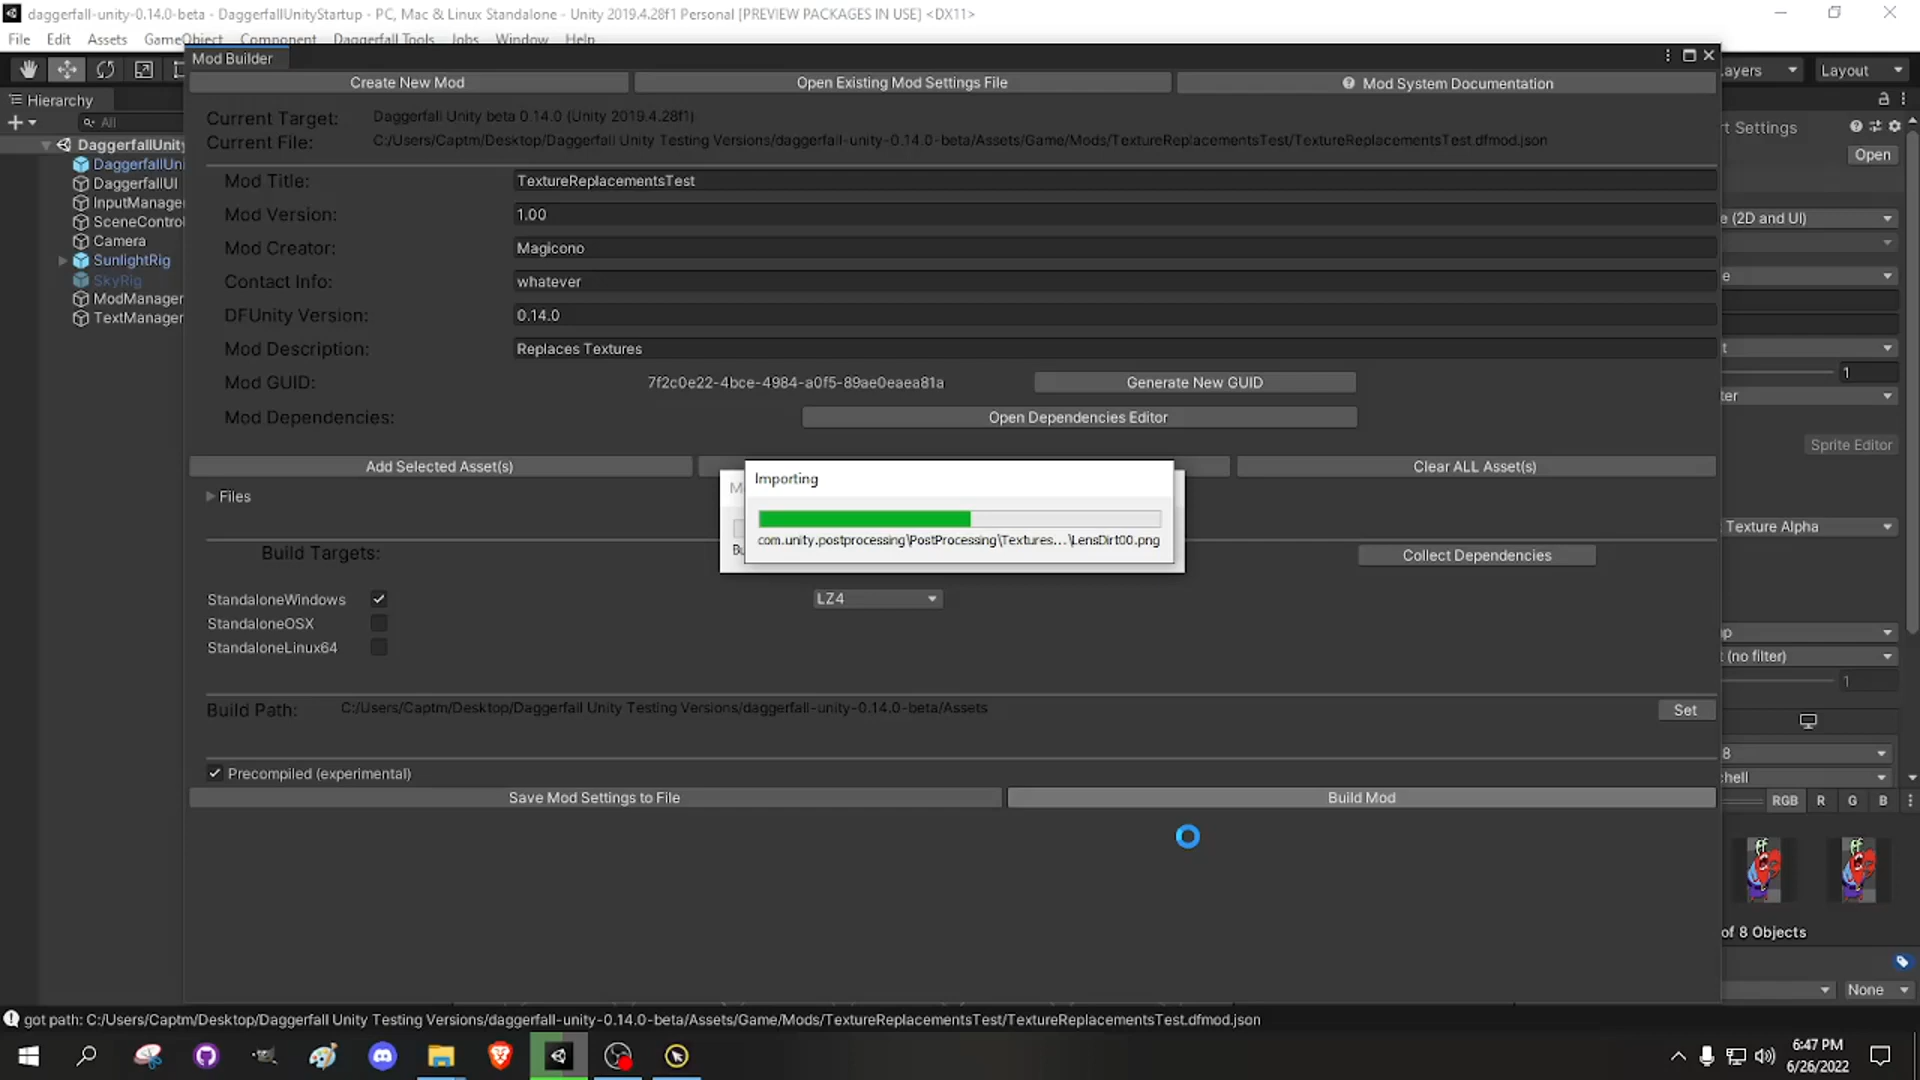 daggerfall-unity-0.14.0-beta - DaggerfallUnityStartup - PC, Mac & Linux Standalone - Unity 2019.4.28f1 Personal [PREVIEW PACKAGES IN USE] <DX11>
File Edit Assets GameObject Component Daggerfall Tools Jobs Window Help
Mod Builder
ayers Layout
Create New Mod Open Existing Mod Settings File Mod System Documentation
Hierarchy
All
Current Target: Daggerfall Unity beta 0.14.0 (Unity 2019.4.28f1)
rt Settings
Current File: C:/Users/Captm/Desktop/Daggerfall Unity Testing Versions/daggerfall-unity-0.14.0-beta/Assets/Game/Mods/TextureReplacementsTest/TextureReplacementsTest.dfmod.json
Open
DaggerfallUnity
DaggerfallUni
DaggerfallUI
InputManage
SceneContro
Camera
SunlightRig
SkyRig
ModManager
TextManager
Mod Title: TextureReplacementsTest
Mod Version: 1.00
e (2D and UI)
Mod Creator: Magicono
Contact Info: whatever
e
DFUnity Version: 0.14.0
Mod Description: Replaces Textures
t
1
Mod GUID: 7f2c0e22-4bce-4984-a0f5-89ae0eaea81a Generate New GUID
ter
Mod Dependencies: Open Dependencies Editor
Sprite Editor
Add Selected Asset(s) Clear ALL Asset(s)
Importing
M
Files
Texture Alpha
com.unity.postprocessing\PostProcessing\Textures...\LensDirt00.png
Bu
Build Targets: Collect Dependencies
StandaloneWindows LZ4
StandaloneOSX
p
StandaloneLinux64
t (no filter)
1
Build Path: C:/Users/Captm/Desktop/Daggerfall Unity Testing Versions/daggerfall-unity-0.14.0-beta/Assets Set
8
Precompiled (experimental)
hell
Save Mod Settings to File Build Mod
RGB R G B
of 8 Objects
None
got path: C:/Users/Captm/Desktop/Daggerfall Unity Testing Versions/daggerfall-unity-0.14.0-beta/Assets/Game/Mods/TextureReplacementsTest/TextureReplacementsTest.dfmod.json
6:47 PM
6/26/2022